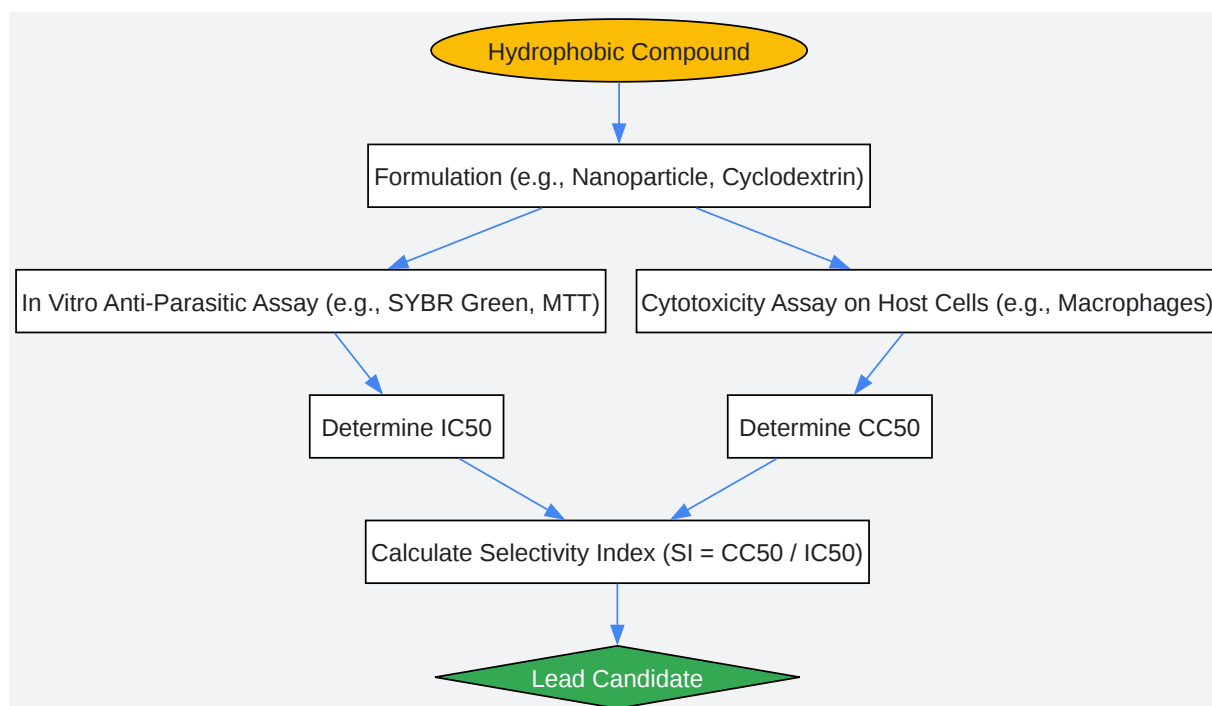 Hydrophobic Compound
Formulation (e.g., Nanoparticle, Cyclodextrin)
In Vitro Anti-Parasitic Assay (e.g., SYBR Green, MTT)
Cytotoxicity Assay on Host Cells (e.g., Macrophages)
Determine IC50
Determine CC50
Calculate Selectivity Index (SI = CC50 / IC50)
Lead Candidate